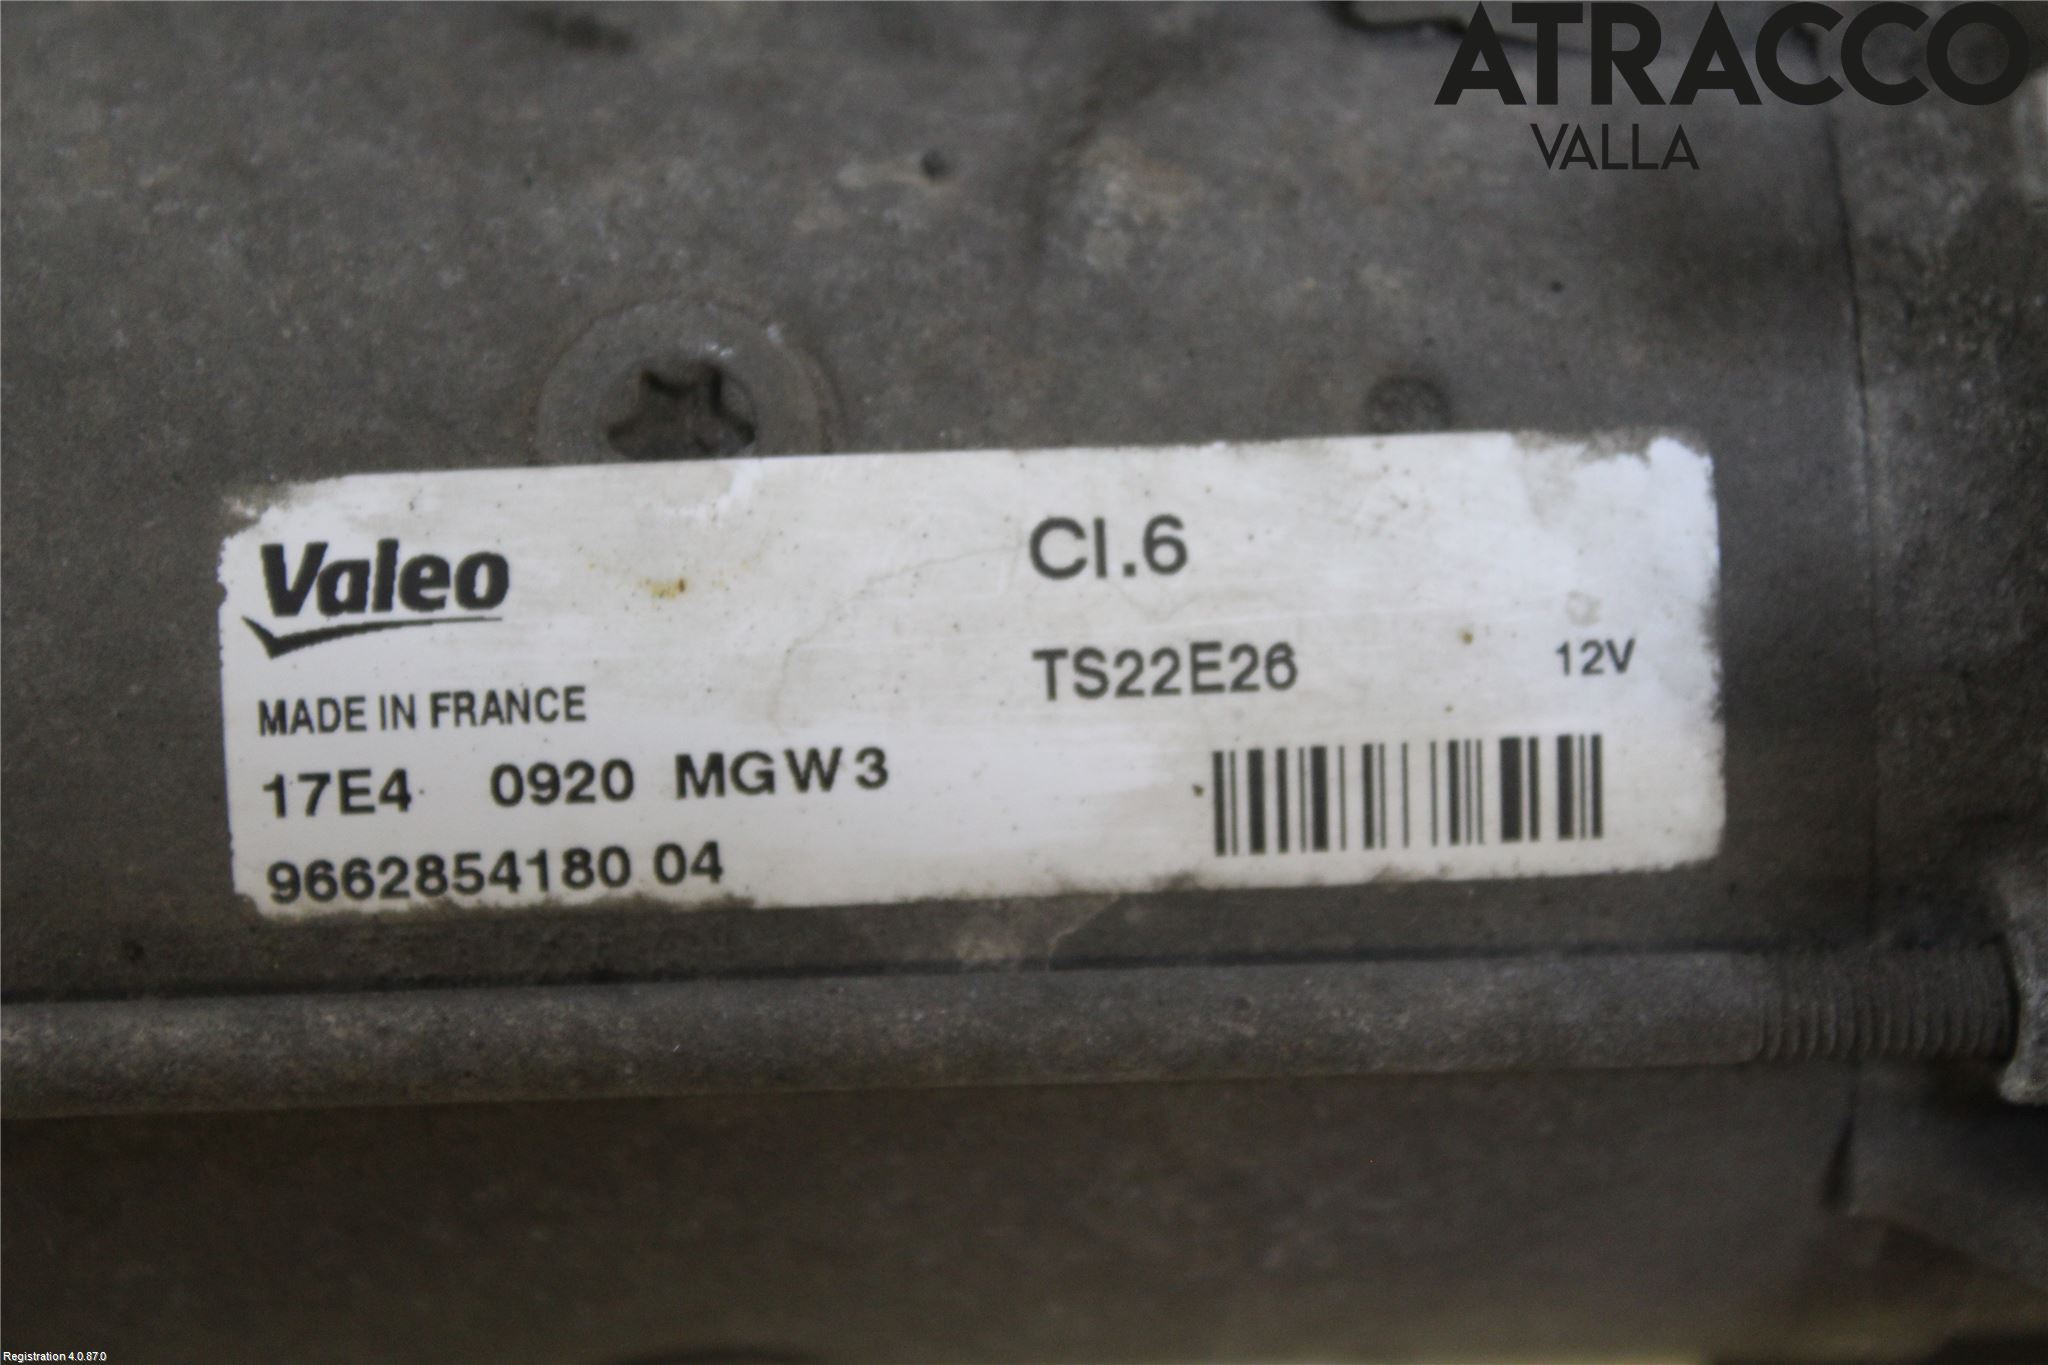 ATRACCO
VALLA
Valeo
Cl.6
TS22E26
12V
MADE IN FRANCE
17E4 0920 MGW3
9662854180 04
Registration 4.0.87.0